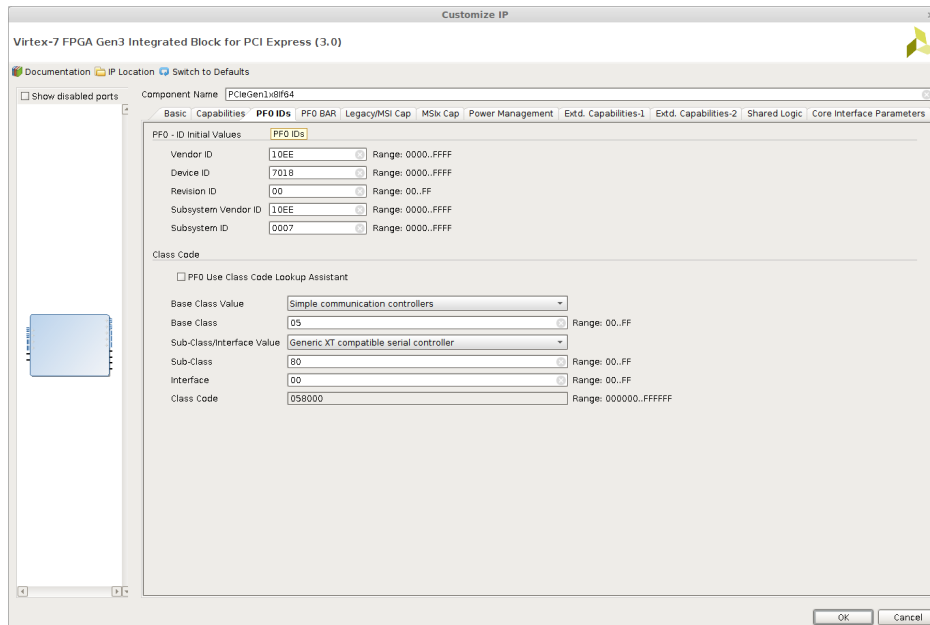 Customize IP
Virtex-7 FPGA Gen3 Integrated Block for PCI Express (3.0)
Documentation IP Location Switch to Defaults
Show disabled ports
Component Name PCIeGen1x8If64
Basic Capabilities PF0 IDs PF0 BAR Legacy/MSI Cap MSIx Cap Power Management Extd. Capabilities-1 Extd. Capabilities-2 Shared Logic Core Interface Parameters
PF0 - ID Initial Values PF0 IDs
Vendor ID 10EE Range: 0000..FFFF
Device ID 7018 Range: 0000..FFFF
Revision ID 00 Range: 00..FF
Subsystem Vendor ID 10EE Range: 0000..FFFF
Subsystem ID 0007 Range: 0000..FFFF
Class Code
PF0 Use Class Code Lookup Assistant
Base Class Value Simple communication controllers
Base Class 05 Range: 00..FF
Sub-Class/Interface Value Generic XT compatible serial controller
Sub-Class 80 Range: 00..FF
Interface 00 Range: 00..FF
Class Code 058000 Range: 000000..FFFFFF
OK Cancel